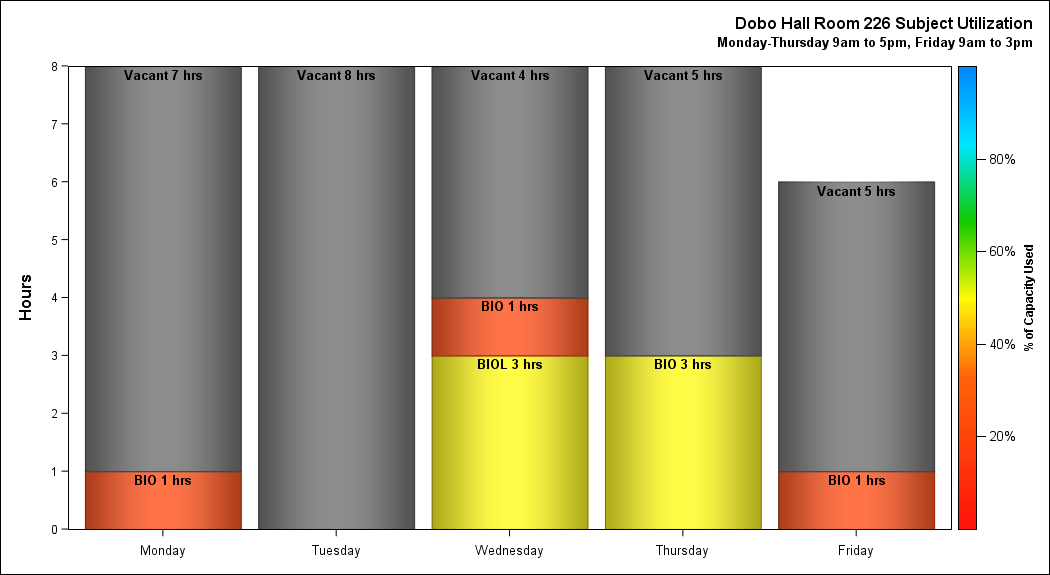 Dobo Hall Room 226 Subject Utilization
Monday-Thursday 9am to 5pm, Friday 9am to 3pm
8
7
6
5
4
3
2
1
0
Hours
Vacant 7 hrs
BIO 1 hrs
Vacant 8 hrs
Vacant 4 hrs
BIO 1 hrs
BIOL 3 hrs
Vacant 5 hrs
BIO 3 hrs
Vacant 5 hrs
BIO 1 hrs
Monday
Tuesday
Wednesday
Thursday
Friday
80%
60%
40%
20%
% of Capacity Used